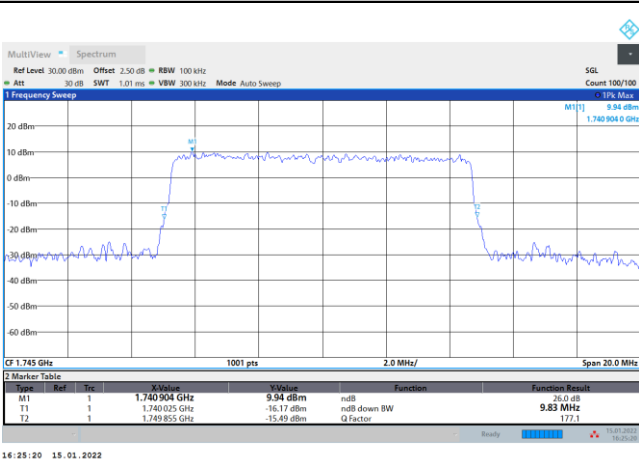 MultiView Spectrum
Ref Level 30.00 dBm Offset 2.50 dB RBW 100 kHz SGL
Att 30 dB SWT 1.01 ms VBW 300 kHz Mode Auto Sweep Count 100/100
1 Frequency Sweep 1Pk Max
M1[1] 9.94 dBm
1.740 904 0 GHz
20 dBm
M1
10 dBm
0 dBm
-10 dBm
T1 T2
-20 dBm
-30 dBm
-40 dBm
-50 dBm
-60 dBm
CF 1.745 GHz 1001 pts 2.0 MHz/ Span 20.0 MHz
2 Marker Table
Type Ref Trc X-Value Y-Value Function Function Result
M1 1 1.740 904 GHz 9.94 dBm ndB 26.0 dB
T1 1 1.740 025 GHz -16.17 dBm ndB down BW 9.83 MHz
T2 1 1.749 855 GHz -15.49 dBm Q Factor 177.1
Ready 15.01.2022
16:25:20
16:25:20 15.01.2022